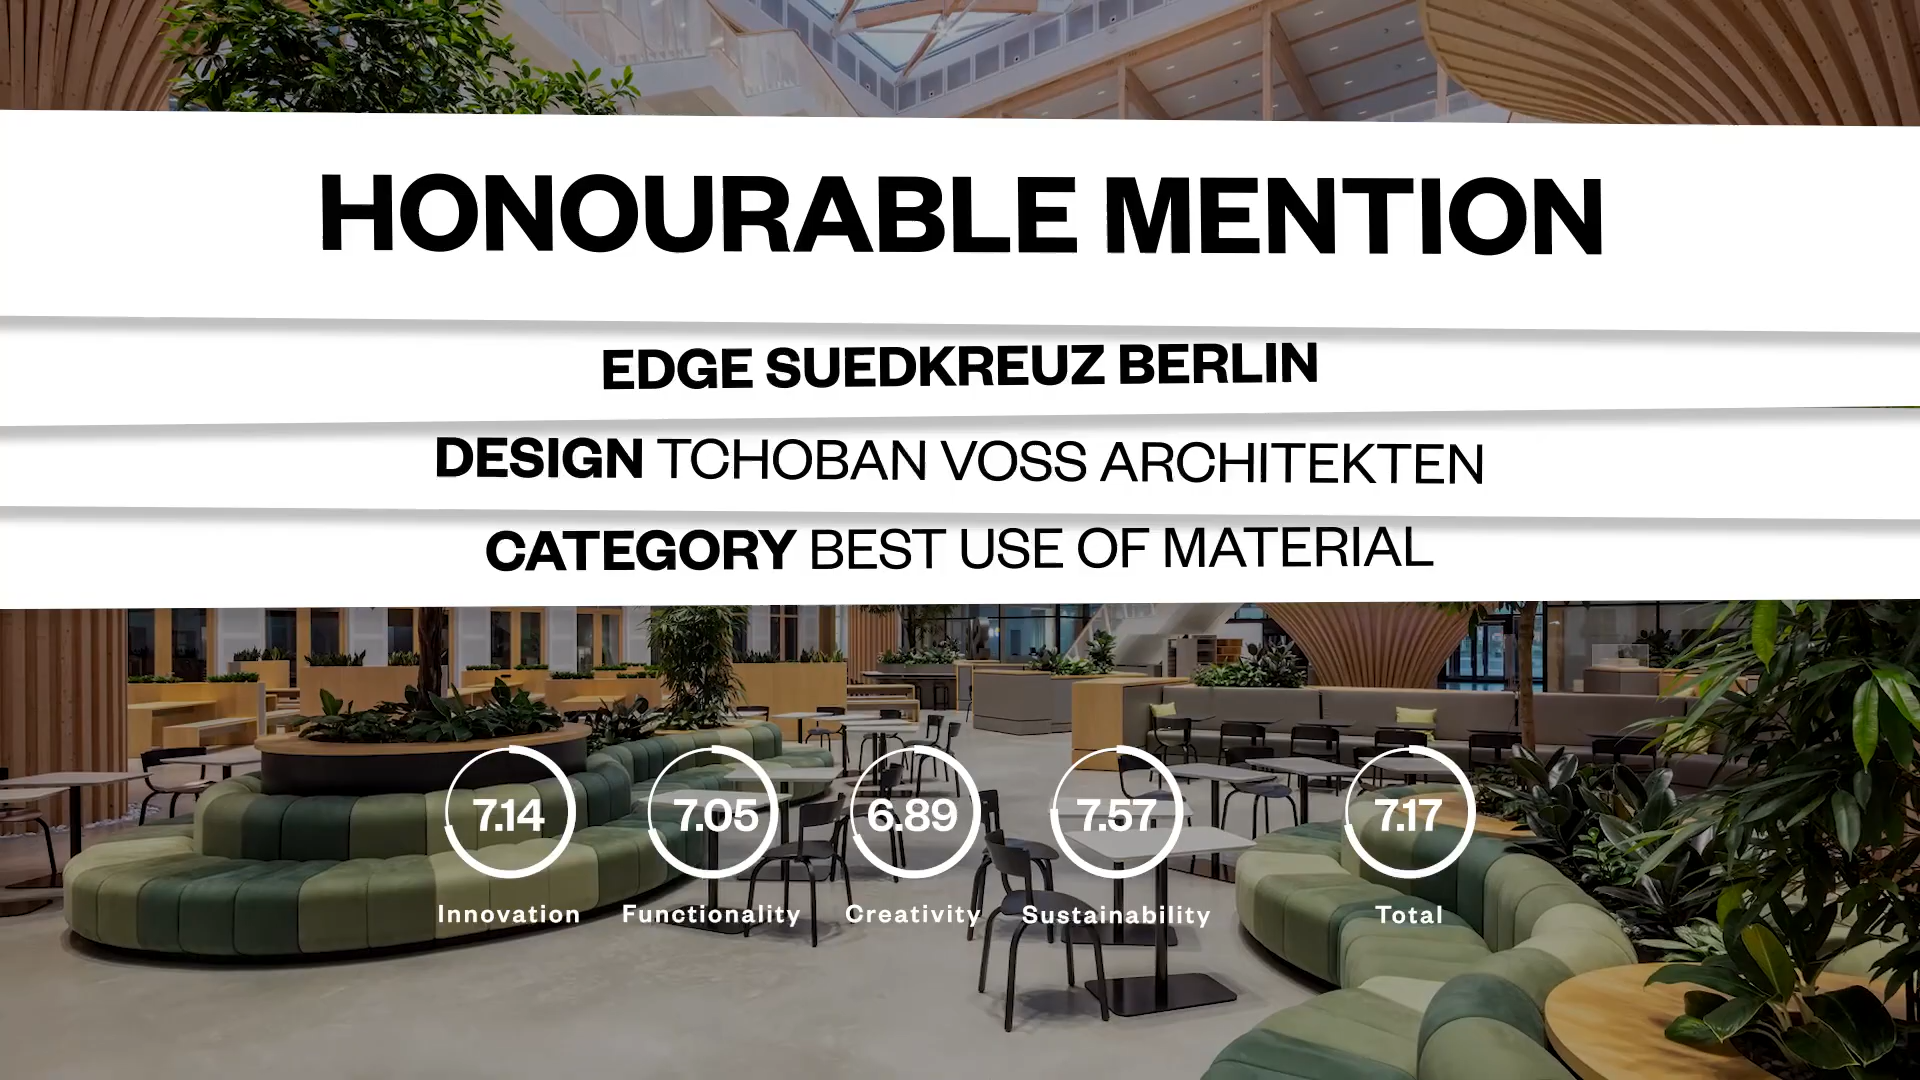 HONOURABLE MENTION
EDGE SUEDKREUZ BERLIN
DESIGN TCHOBAN VOSS ARCHITEKTEN
CATEGORY BEST USE OF MATERIAL
7.14 7.05 6.89 7.57 7.17
Innovation Functionality Creativity Sustainability Total